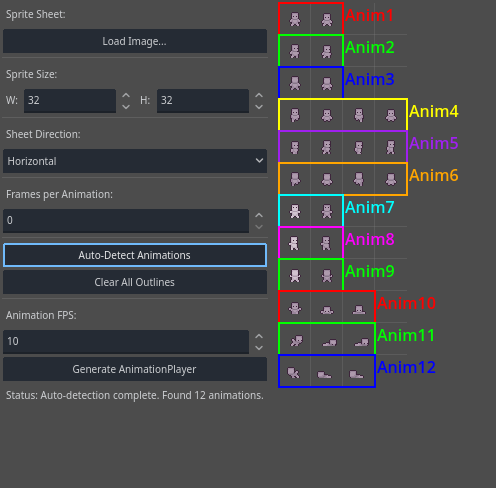 Sprite Sheet:
Load Image...
Sprite Size:
W: 32 H: 32
Sheet Direction:
Horizontal
Frames per Animation:
0
Auto-Detect Animations
Clear All Outlines
Animation FPS:
10
Generate AnimationPlayer
Status: Auto-detection complete. Found 12 animations.
Anim1
Anim2
Anim3
Anim4
Anim5
Anim6
Anim7
Anim8
Anim9
Anim10
Anim11
Anim12